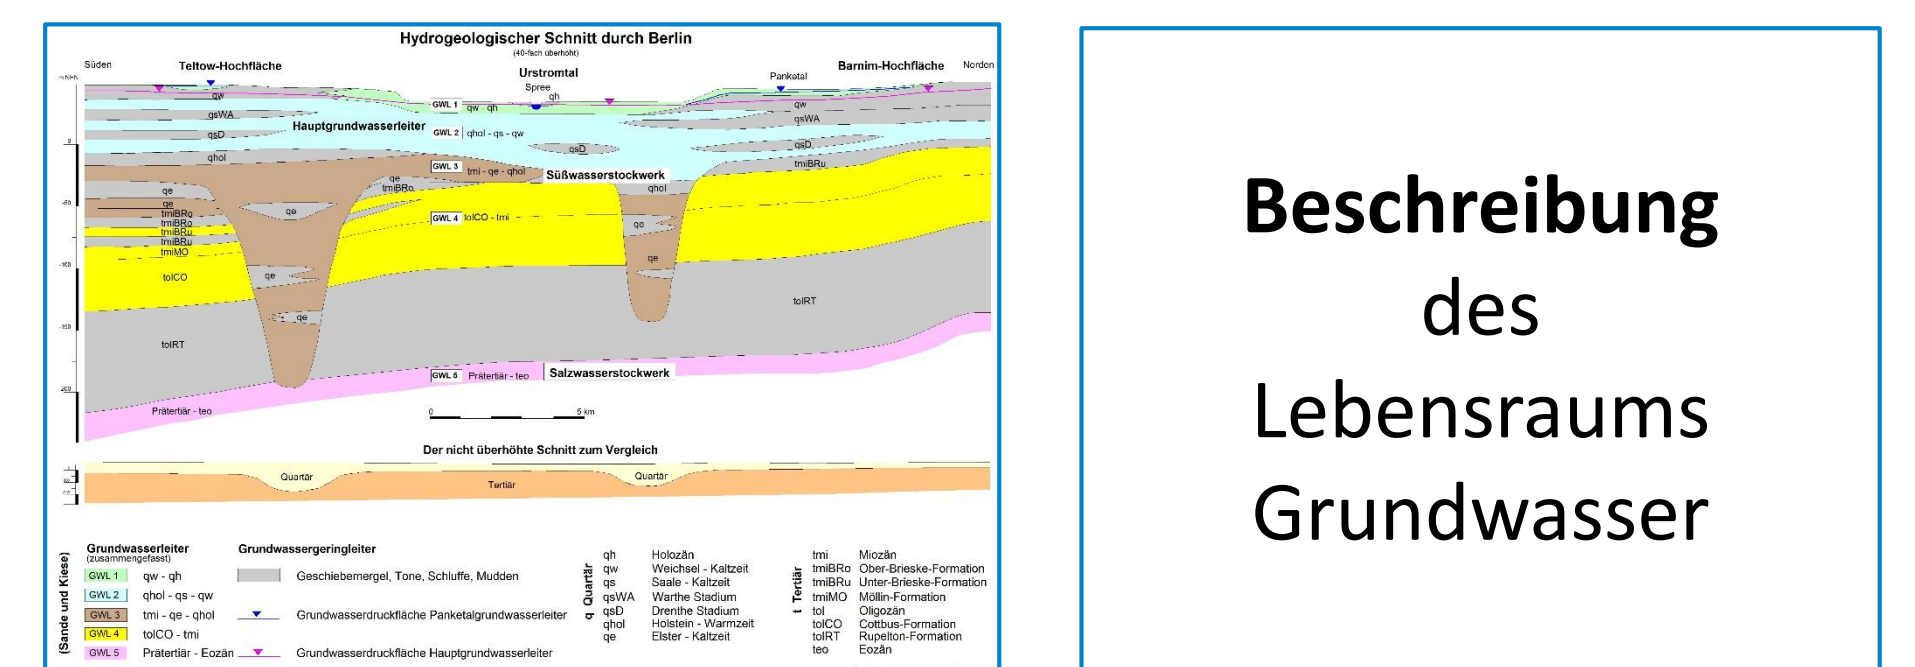 Hydrogeologischer Schnitt durch Berlin
(40-fach überhöht)
Süden
Teltow-Hochfläche
Urstromtal
Barnim-Hochfläche
Norden
Panketal
Spree
qh
qw
GWL 1
qw - qh
qw
qsWA
qsWA
Hauptgrundwasserleiter
GWL 2
qhol - qs - qw
qsD
qsD
qsD
qhol
tmiBRu
GWL 3
tmi - qe - qhol
Süßwasserstockwerk
qe
tmiBRo
qhol
qe
qe
qe
tmiBRo
tmiBRo
tmiBRu
tmiBRu
tmiMO
GWL 4
tolCO - tmi
qe
qe
-50
-100
qe
tolCO
tolRT
qe
-150
tolRT
GWL 5
Prätertiär - teo
Salzwasserstockwerk
Prätertiär - teo
0
5 km
Der nicht überhöhte Schnitt zum Vergleich
Quartär
Tertiär
Quartär
(Sande und Kiese)
Grundwasserleiter
(zusammengefasst)
GWL 1 qw - qh
GWL 2 qhol - qs - qw
GWL 3 tmi - qe - qhol
GWL 4 tolCO - tmi
GWL 5 Prätertiär - Eozän
Grundwassergeringleiter
Geschiebemergel, Tone, Schluffe, Mudden
Grundwasserdruckfläche Panketalgrundwasserleiter
Grundwasserdruckfläche Hauptgrundwasserleiter
q Quartär
qh Holozän
qw Weichsel - Kaltzeit
qs Saale - Kaltzeit
qsWA Warthe Stadium
qsD Drenthe Stadium
qhol Holstein - Warmzeit
qe Elster - Kaltzeit
t Tertiär
tmi Miozän
tmiBRo Ober-Brieske-Formation
tmiBRu Unter-Brieske-Formation
tmiMO Möllin-Formation
tol Oligozän
tolCO Cottbus-Formation
tolRT Rupelton-Formation
teo Eozän
Beschreibung
des
Lebensraums
Grundwasser